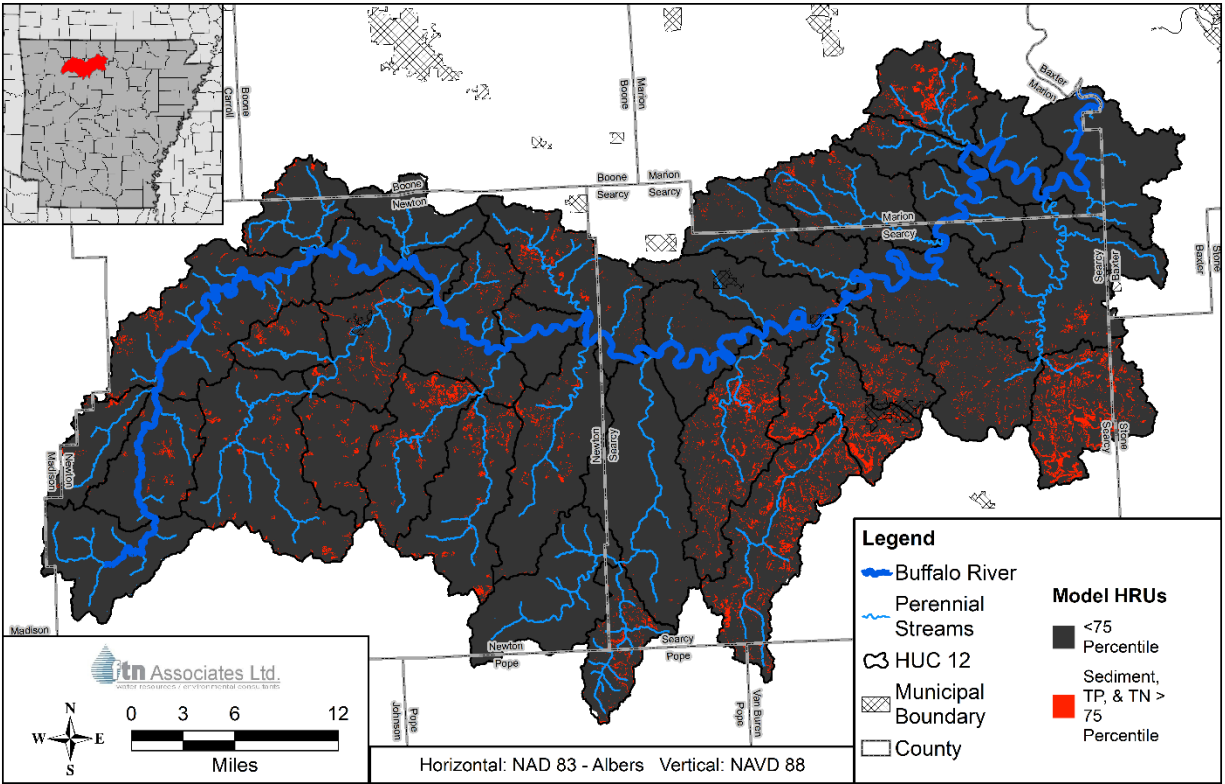 Boone
Carroll
Marion
Boone
Baxter
Marion
Boone
Newton
Boone
Marion
Searcy
Searcy
Marion
Searcy
Searcy
Baxter
Stone
Baxter
Newton
Searcy
Newton
Madison
Stone
Searcy
Madison
Newton
Pope
Searcy
Pope
Pope
Johnson
Van Buren
Pope
ftn Associates Ltd.
water resources / environmental consultants
N
W
E
S
0 3 6 12
Miles
Horizontal: NAD 83 - Albers Vertical: NAVD 88
Legend
Buffalo River
Perennial
Streams
HUC 12
Municipal
Boundary
County
Model HRUs
<75
Percentile
Sediment,
TP, & TN >
75
Percentile